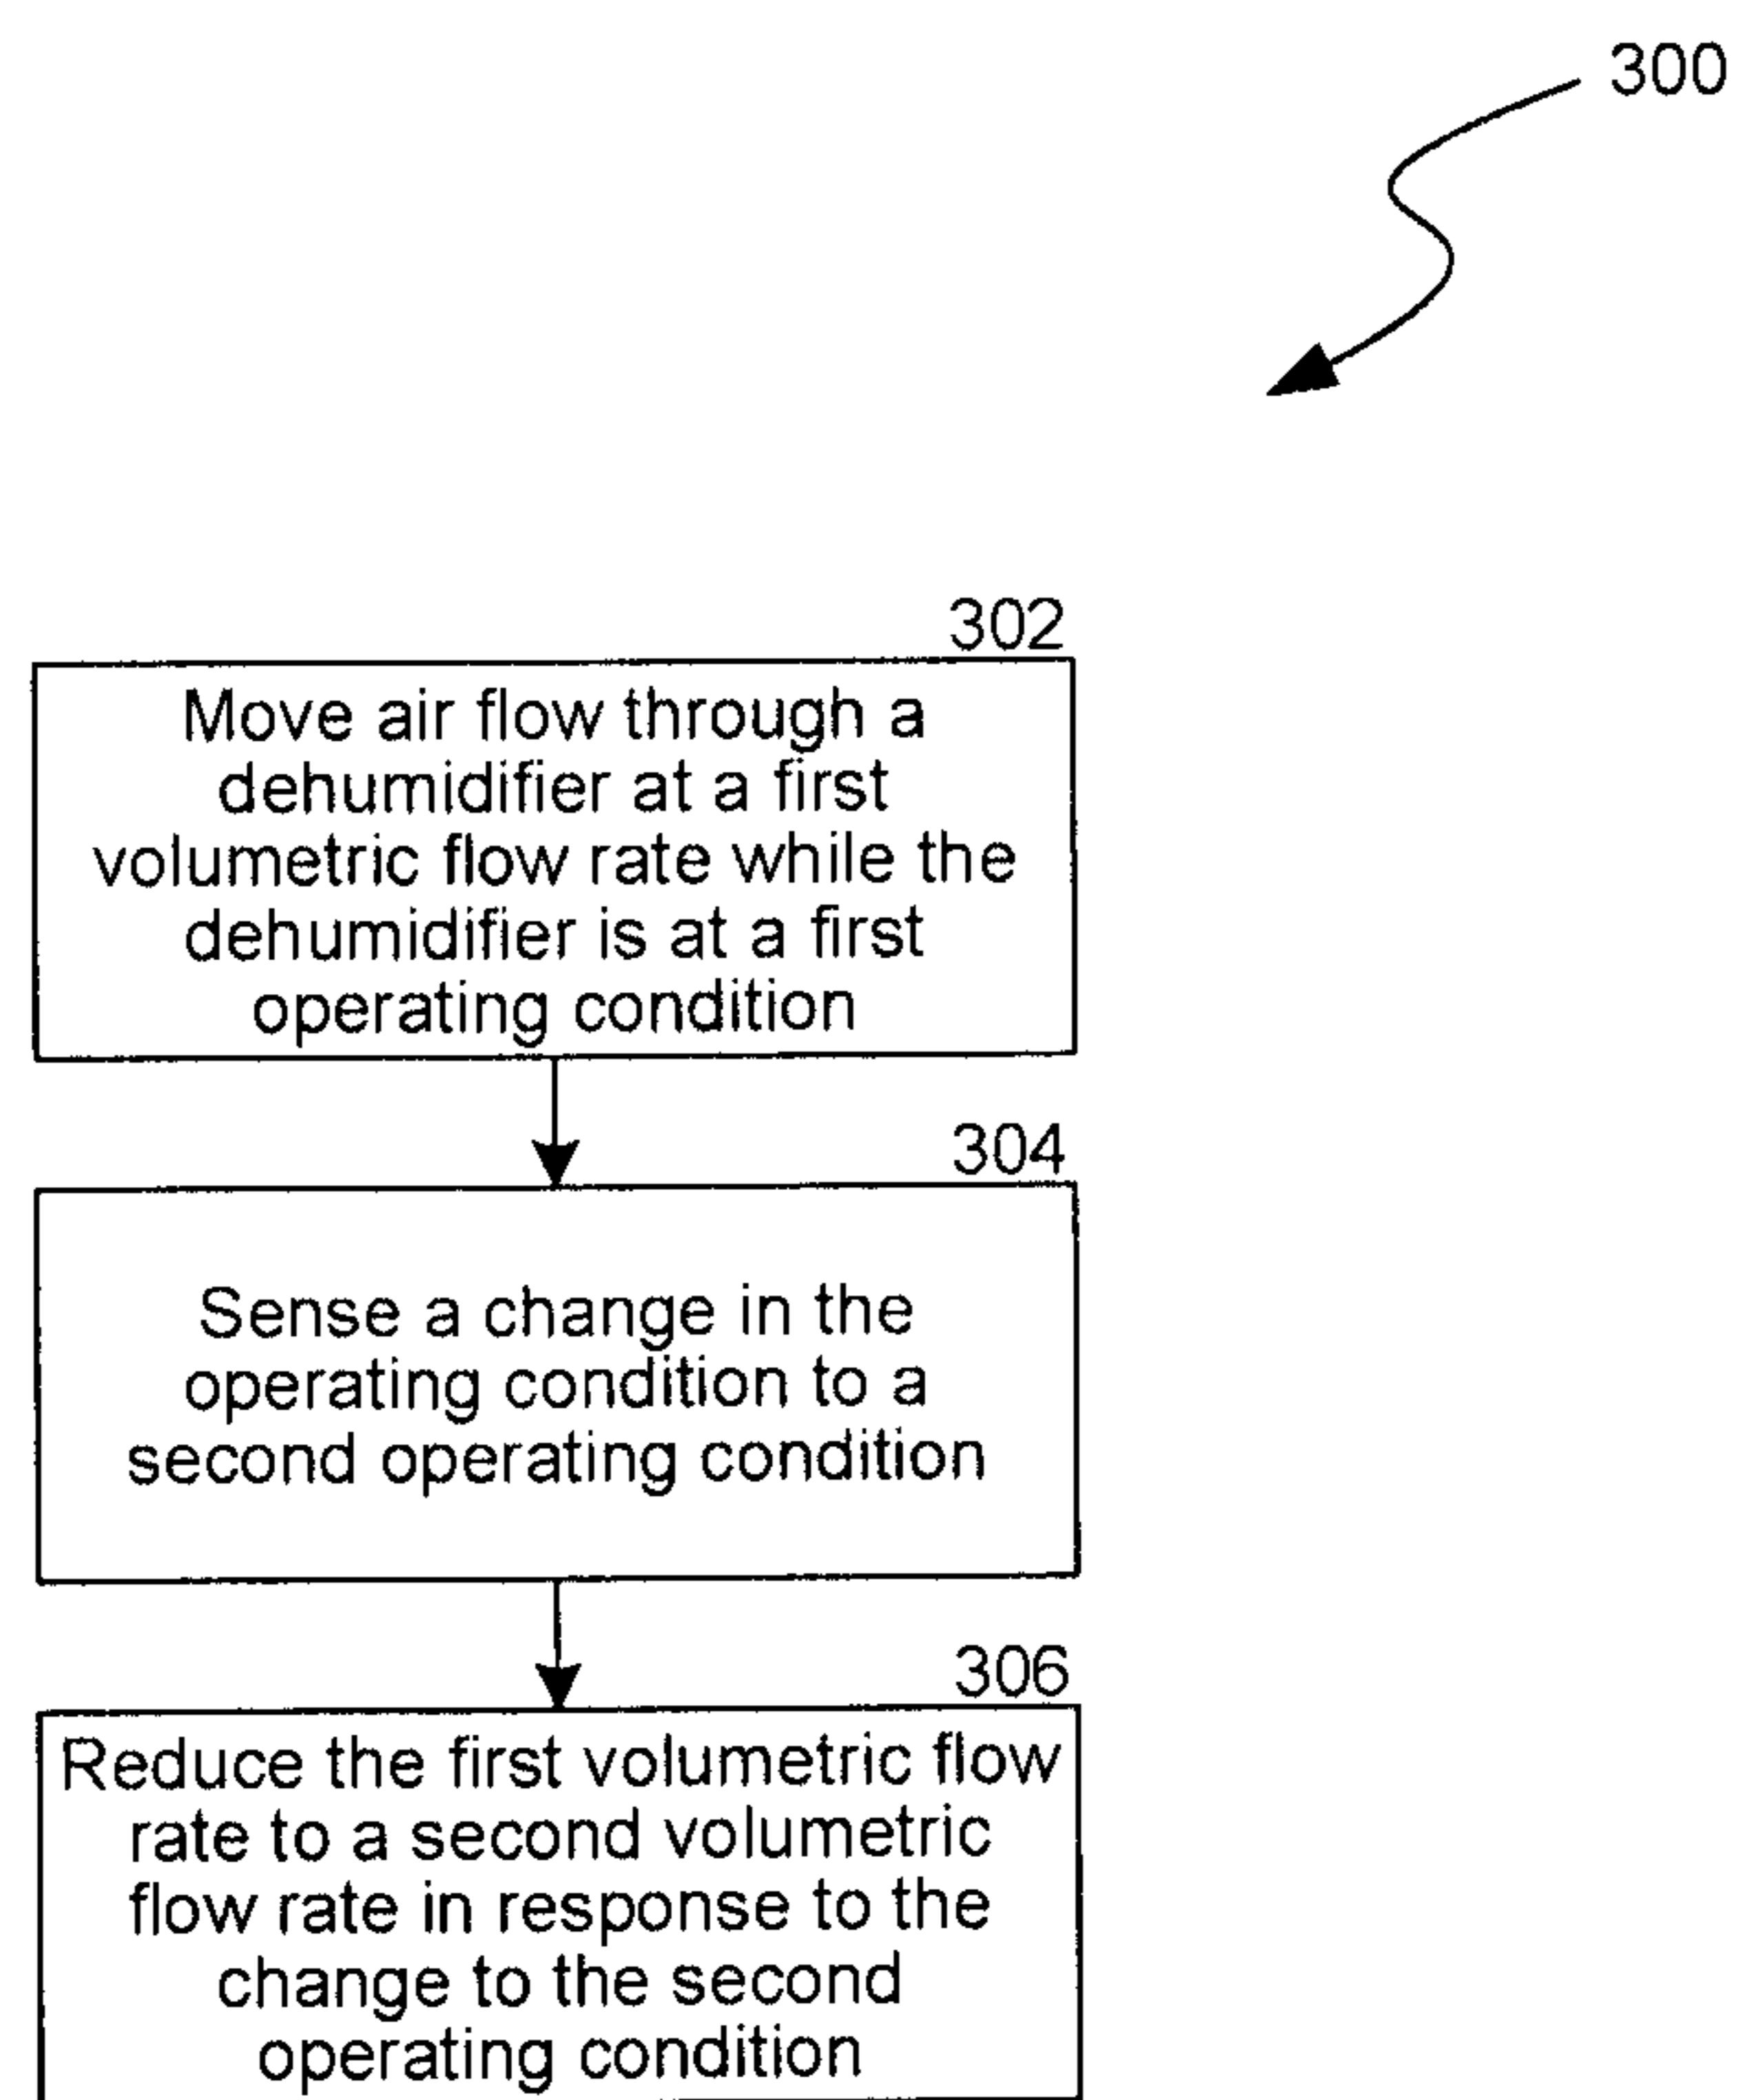 300
302
Move air flow through a
dehumidifier at a first
volumetric flow rate while the
dehumidifier is at a first
operating condition
304
Sense a change in the
operating condition to a
second operating condition
306
Reduce the first volumetric flow
rate to a second volumetric
flow rate in response to the
change to the second
operating condition